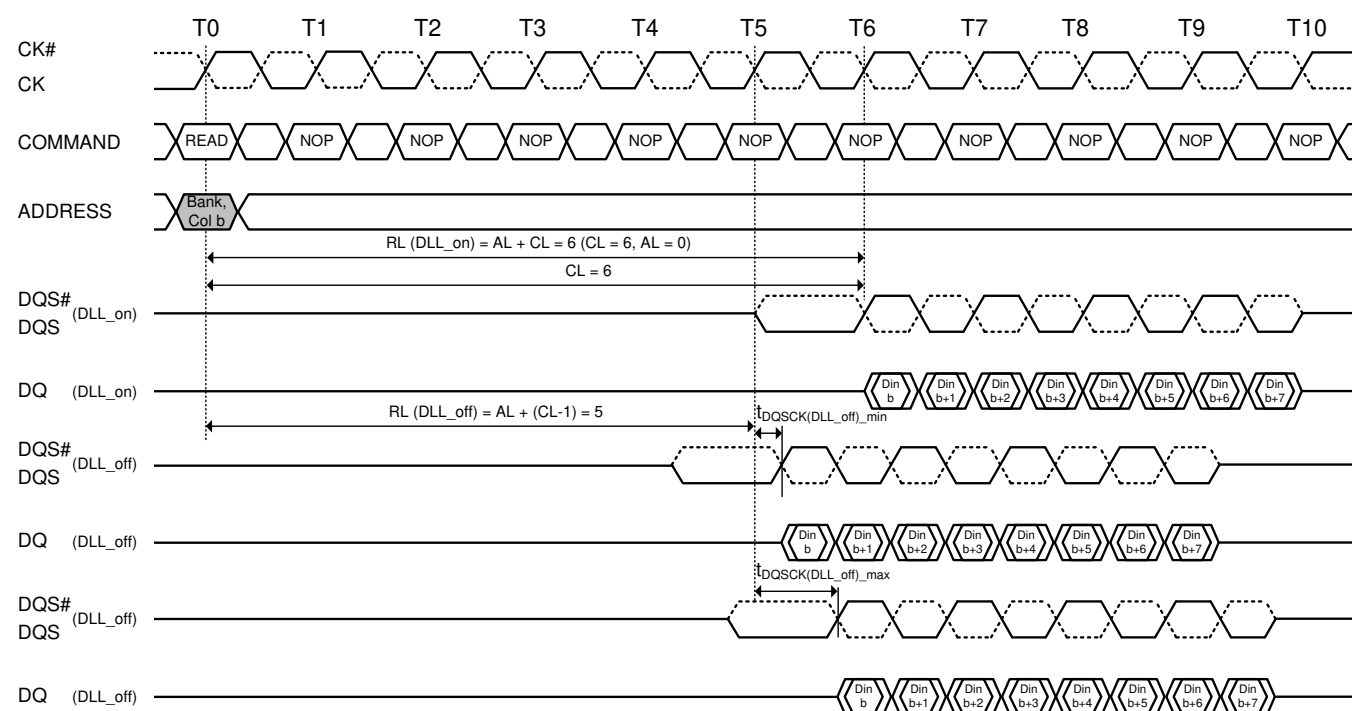 T0 T1 T2 T3 T4 T5 T6 T7 T8 T9 T10
CK#
CK
COMMAND READ NOP NOP NOP NOP NOP NOP NOP NOP NOP NOP
ADDRESS Bank, Col b
RL (DLL_on) = AL + CL = 6 (CL = 6, AL = 0)
CL = 6
DQS# (DLL_on)
DQS
DQ (DLL_on) Din b Din b+1 Din b+2 Din b+3 Din b+4 Din b+5 Din b+6 Din b+7
RL (DLL_off) = AL + (CL-1) = 5 tDQSCK(DLL_off)_min
DQS# (DLL_off)
DQS
DQ (DLL_off) Din b Din b+1 Din b+2 Din b+3 Din b+4 Din b+5 Din b+6 Din b+7
tDQSCK(DLL_off)_max
DQS# (DLL_off)
DQS
DQ (DLL_off) Din b Din b+1 Din b+2 Din b+3 Din b+4 Din b+5 Din b+6 Din b+7